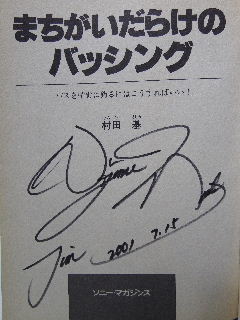 まちがいだらけの
バッシング
バスを確実に釣るにはこうすればいい!
村田 基
Jim
2001 7.15
ソニー・マガジンズ